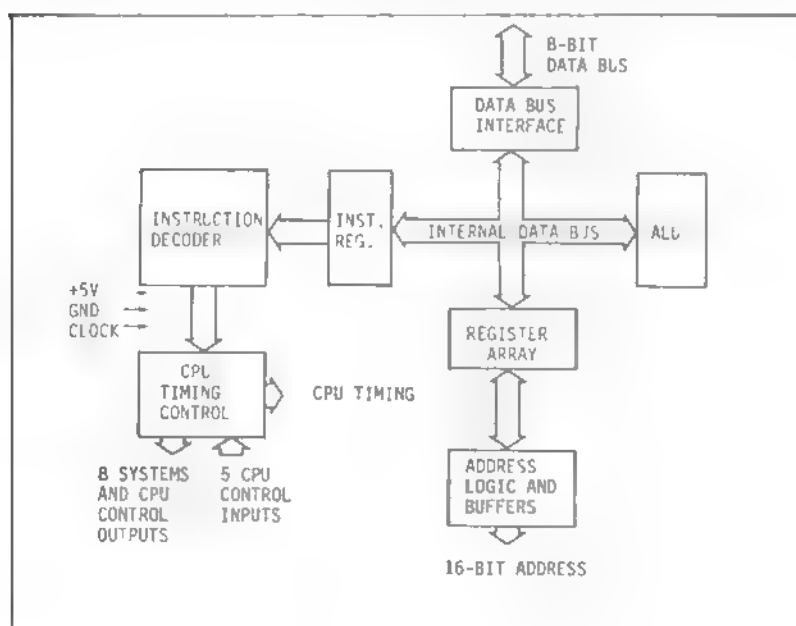 8-BIT
DATA BUS
DATA BUS
INTERFACE
INSTRUCTION
DECODER
INST.
REG.
INTERNAL DATA BUS
ALU
+5V
GND
CLOCK
REGISTER
ARRAY
CPU
TIMING
CONTROL
CPU TIMING
8 SYSTEMS
AND CPU
CONTROL
OUTPUTS
5 CPU
CONTROL
INPUTS
ADDRESS
LOGIC AND
BUFFERS
16-BIT ADDRESS